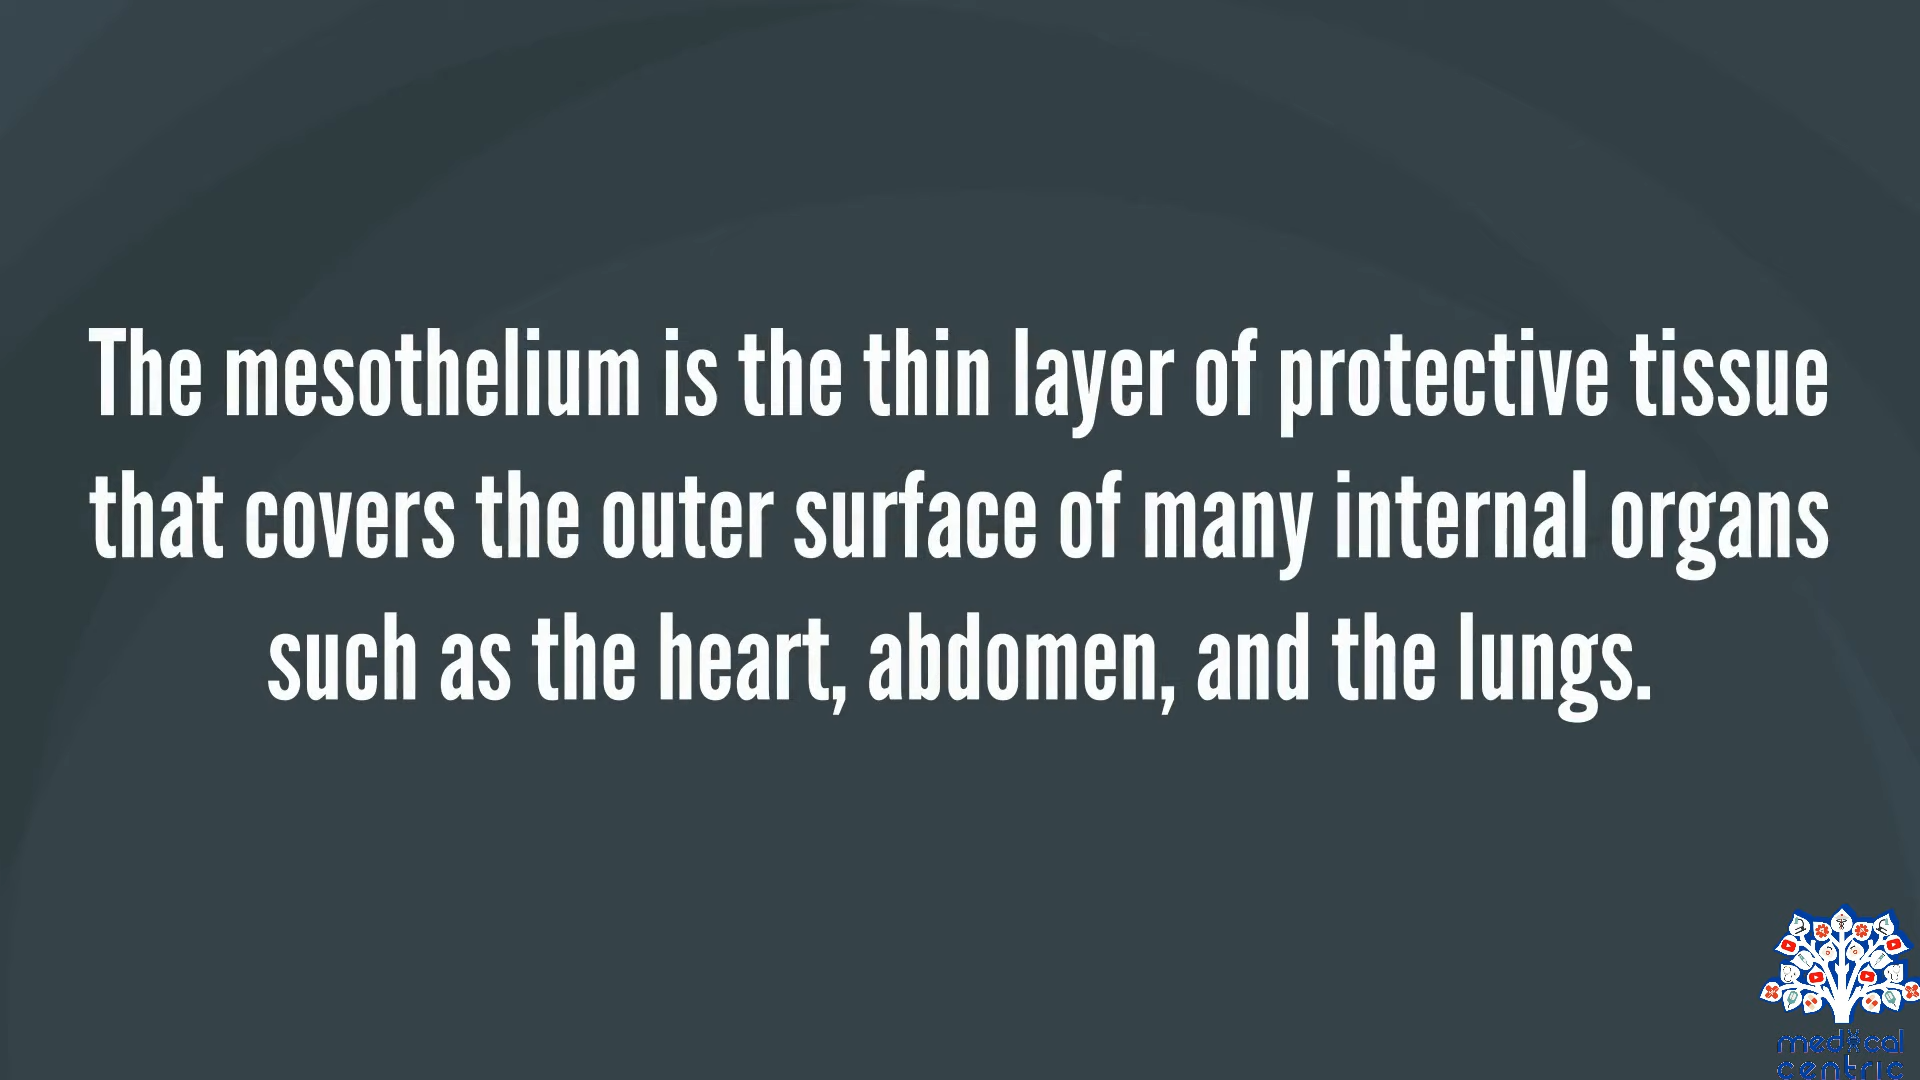 The mesothelium is the thin layer of protective tissue
that covers the outer surface of many internal organs
such as the heart, abdomen, and the lungs.
medical
centric